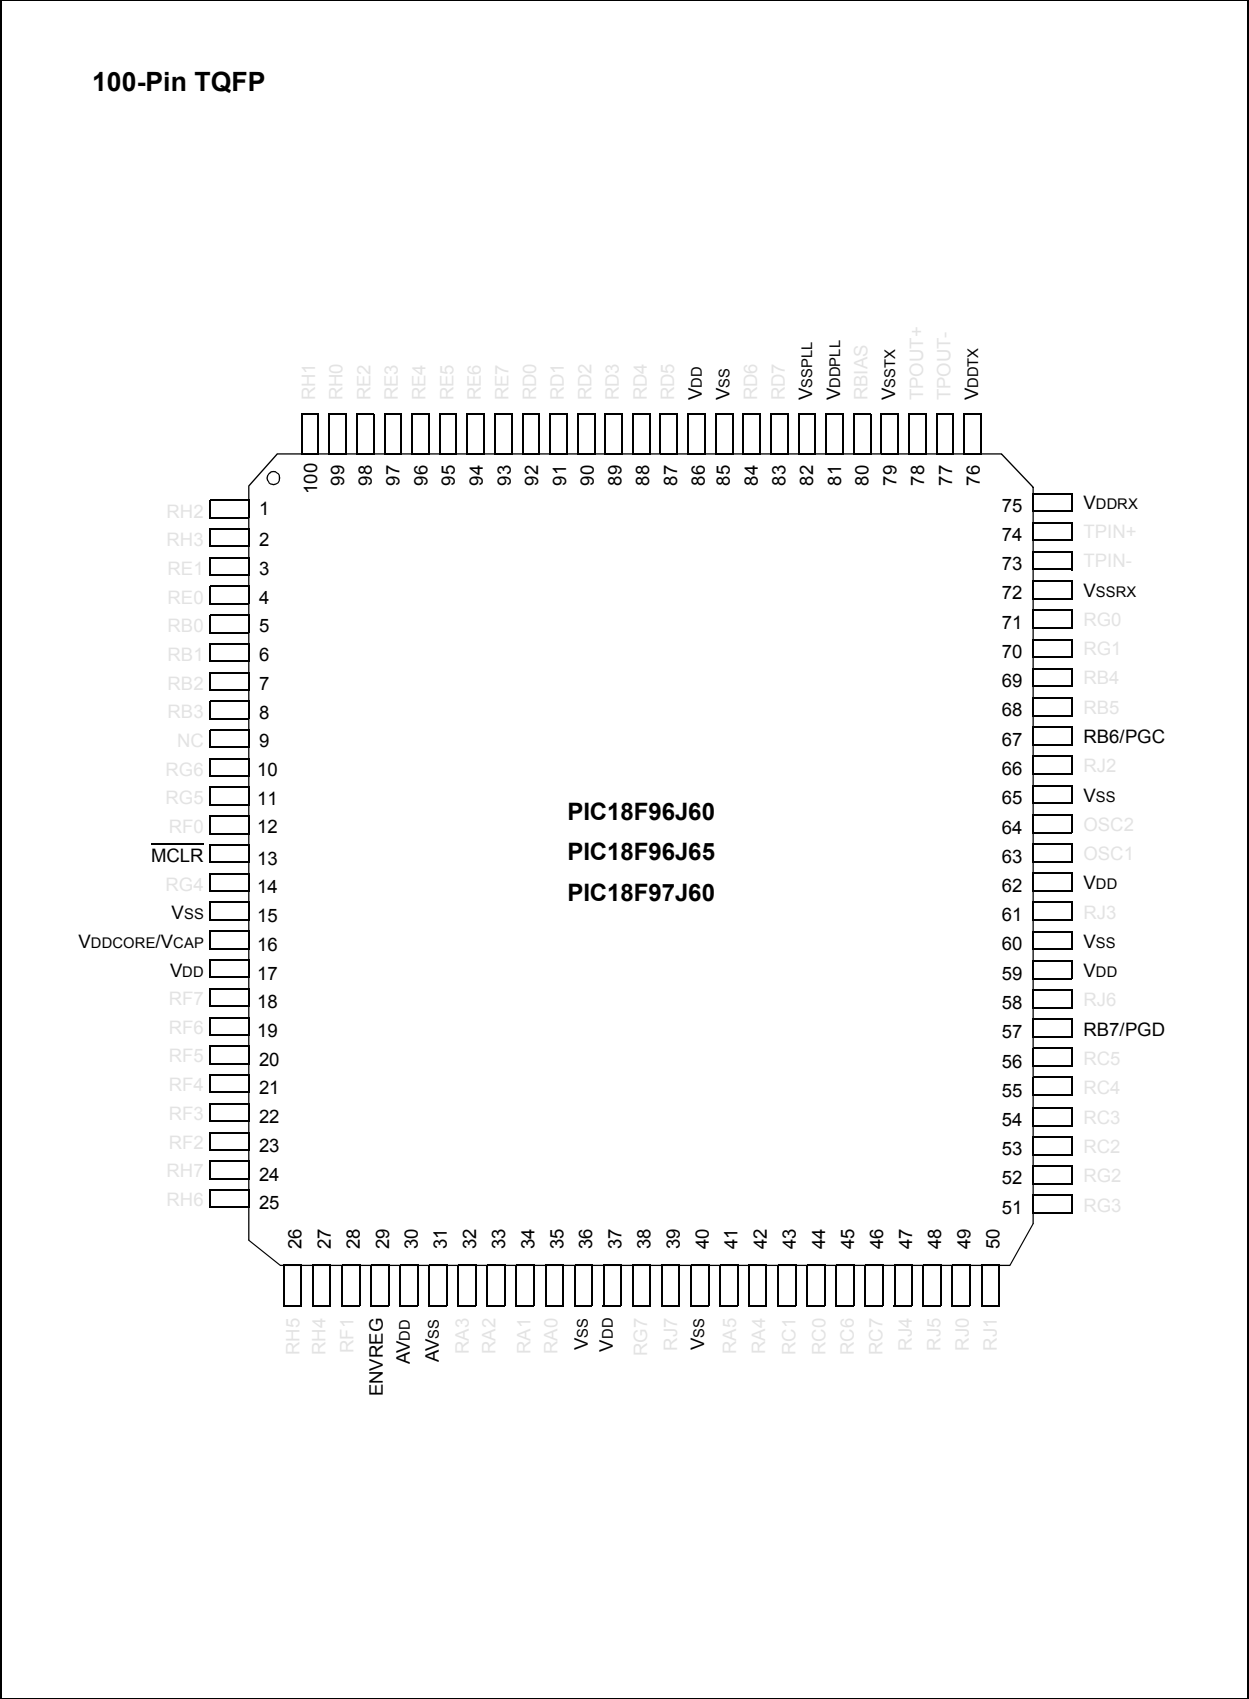 100-Pin TQFP
RH1 RH0 RE2 RE3 RE4 RE5 RE6 RE7 RD0 RD1 RD2 RD3 RD4 RD5 VDD VSS RD6 RD7 VSSPLL VDDPLL RBIAS VSSTX TPOUT+ TPOUT- VDDTX
100 99 98 97 96 95 94 93 92 91 90 89 88 87 86 85 84 83 82 81 80 79 78 77 76
RH2 1 75 VDDRX
RH3 2 74 TPIN+
RE1 3 73 TPIN-
RE0 4 72 VSSRX
RB0 5 71 RG0
RB1 6 70 RG1
RB2 7 69 RB4
RB3 8 68 RB5
NC 9 67 RB6/PGC
RG6 10 66 RJ2
RG5 11 65 VSS
RF0 12 64 OSC2
MCLR 13 63 OSC1
RG4 14 62 VDD
VSS 15 61 RJ3
VDDCORE/VCAP 16 60 VSS
VDD 17 59 VDD
RF7 18 58 RJ6
RF6 19 57 RB7/PGD
RF5 20 56 RC5
RF4 21 55 RC4
RF3 22 54 RC3
RF2 23 53 RC2
RH7 24 52 RG2
RH6 25 51 RG3
PIC18F96J60
PIC18F96J65
PIC18F97J60
26 27 28 29 30 31 32 33 34 35 36 37 38 39 40 41 42 43 44 45 46 47 48 49 50
RH5 RH4 RF1 ENVREG AVDD AVSS RA3 RA2 RA1 RA0 VSS VDD RG7 RJ7 VSS RA5 RA4 RC1 RC0 RC6 RC7 RJ4 RJ5 RJ0 RJ1